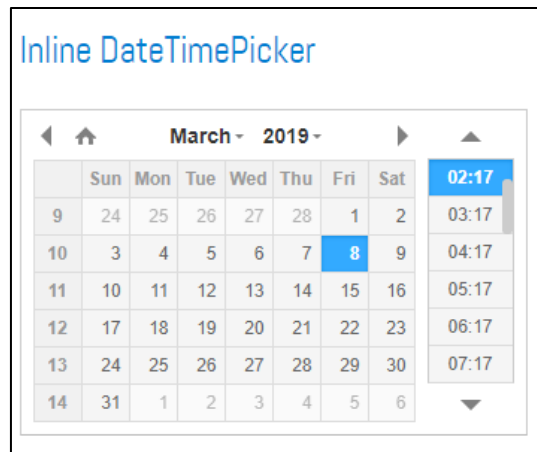 Inline DateTimePicker
March 2019
Sun Mon Tue Wed Thu Fri Sat
9 24 25 26 27 28 1 2
10 3 4 5 6 7 8 9
11 10 11 12 13 14 15 16
12 17 18 19 20 21 22 23
13 24 25 26 27 28 29 30
14 31 1 2 3 4 5 6
02:17
03:17
04:17
05:17
06:17
07:17